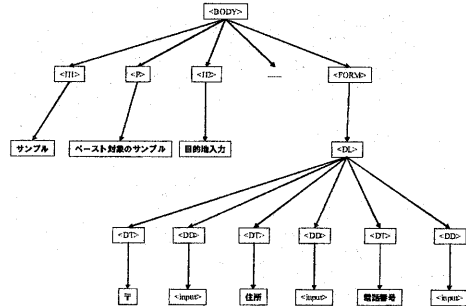 <BODY>
<H1> <P> <H2> ...... <FORM>
サンプル ペースト対象のサンプル 目的地入力 <DL>
<DT> <DD> <DT> <DD> <DT> <DD>
〒 <input> 住所 <input> 電話番号 <input>